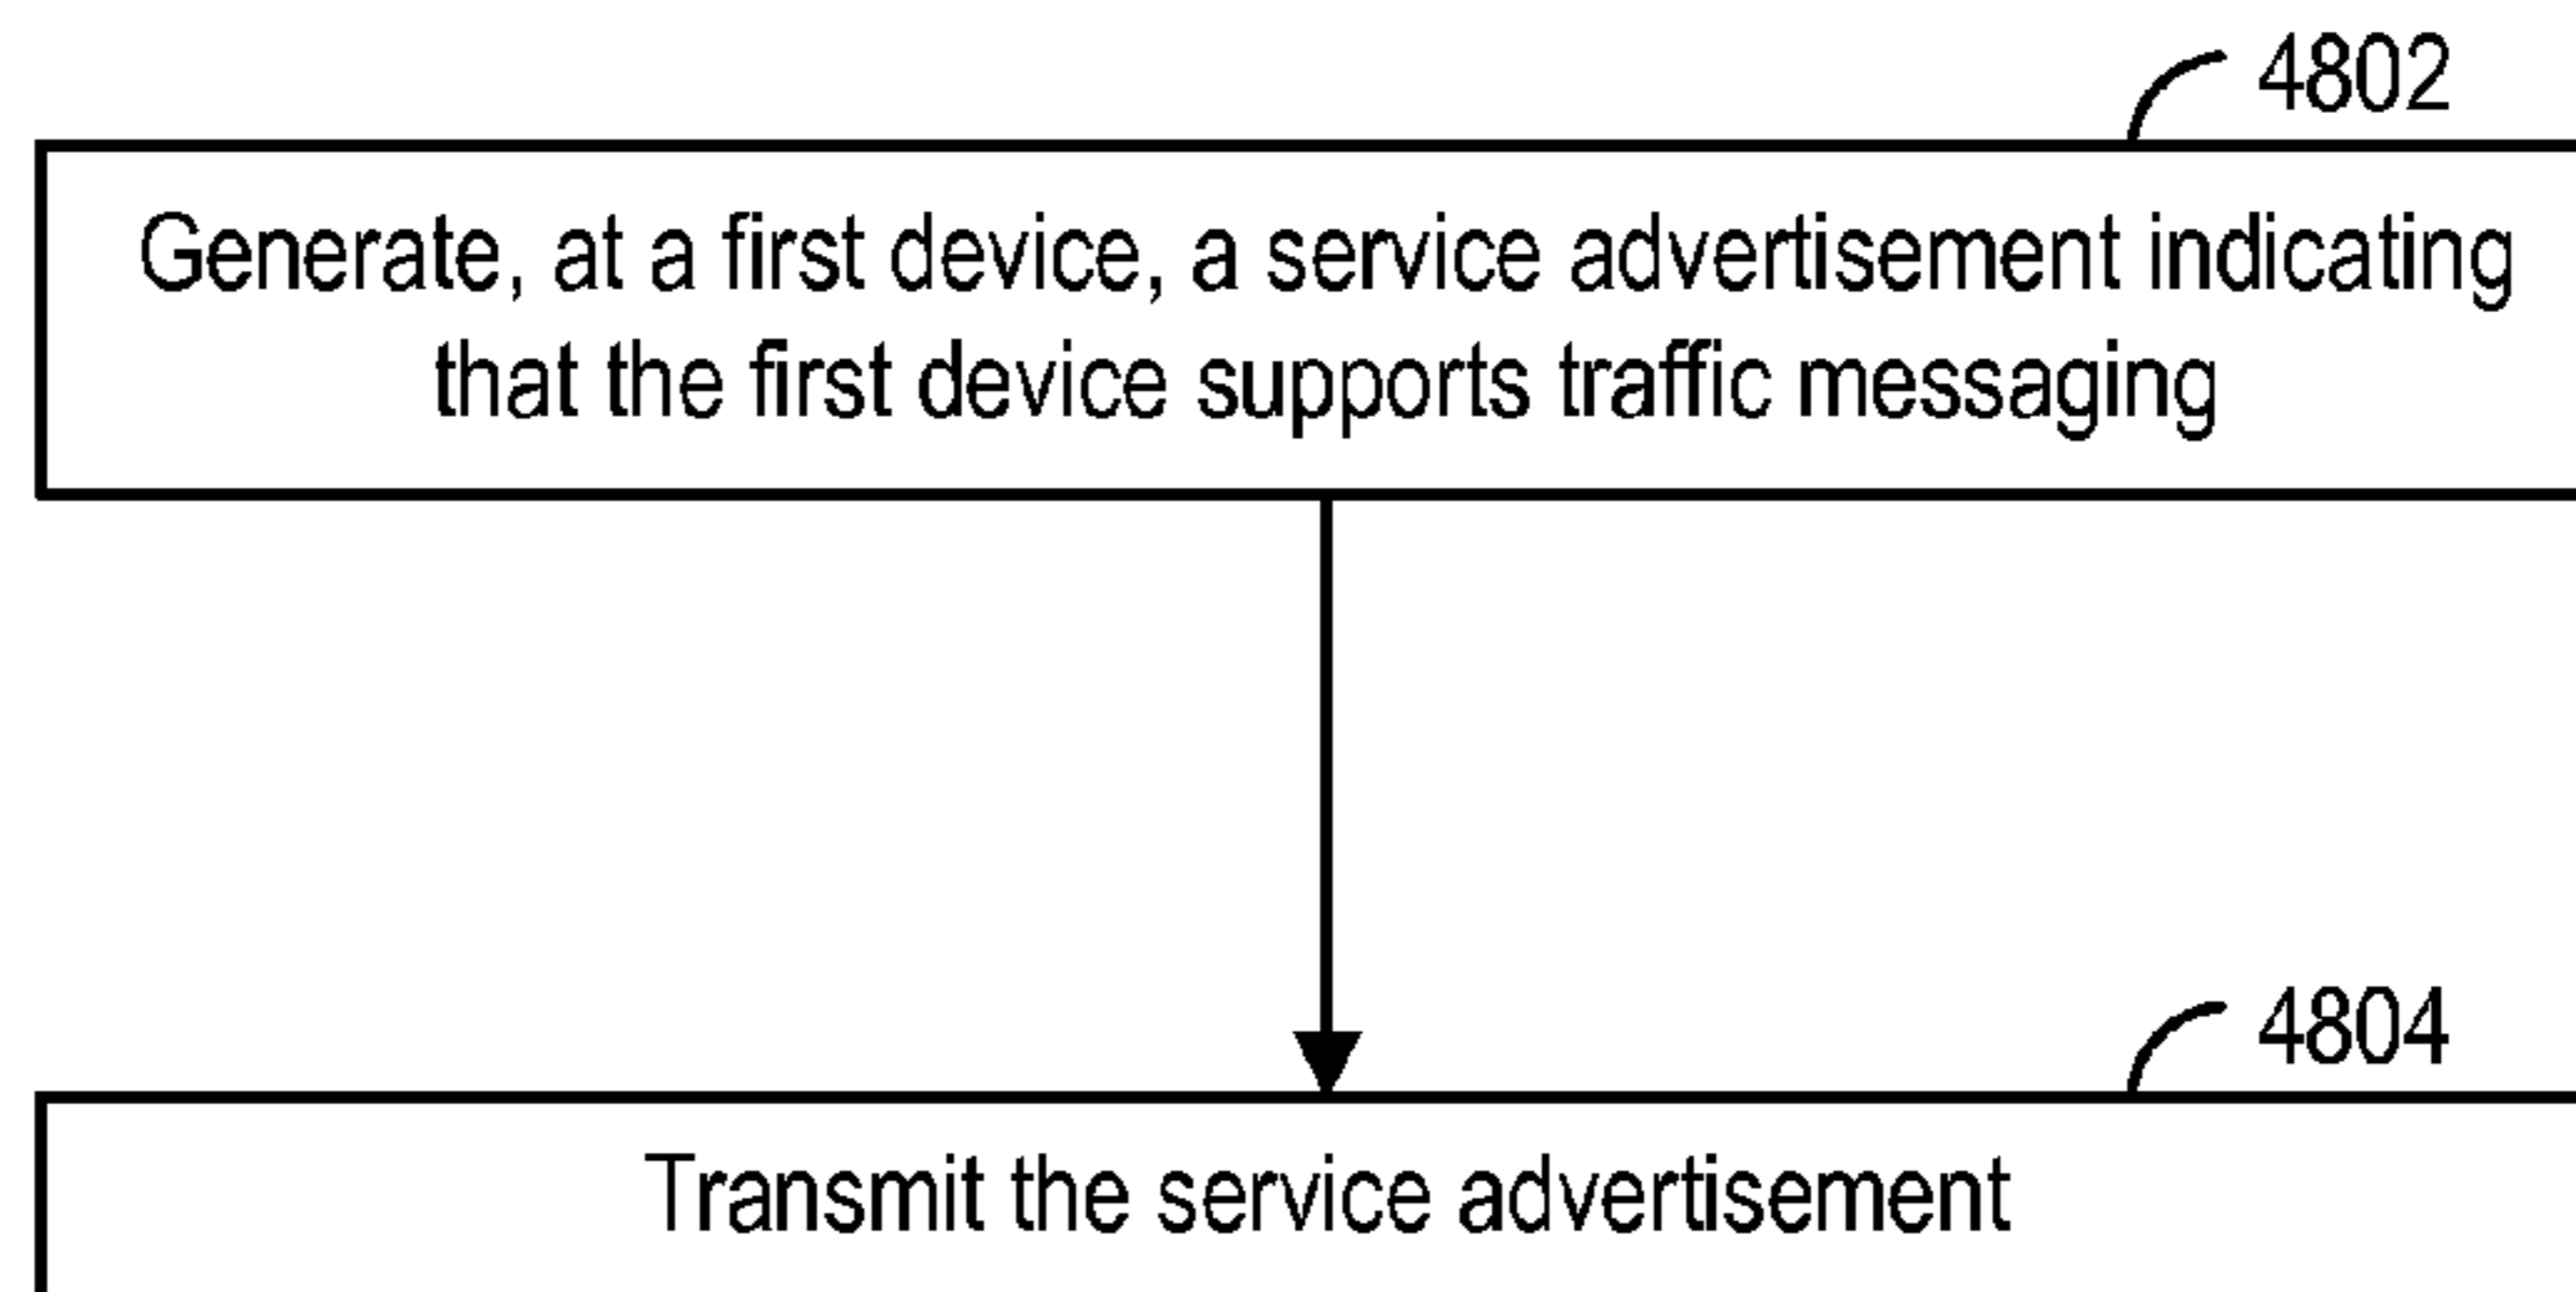 4802
Generate, at a first device, a service advertisement indicating
that the first device supports traffic messaging
4804
Transmit the service advertisement